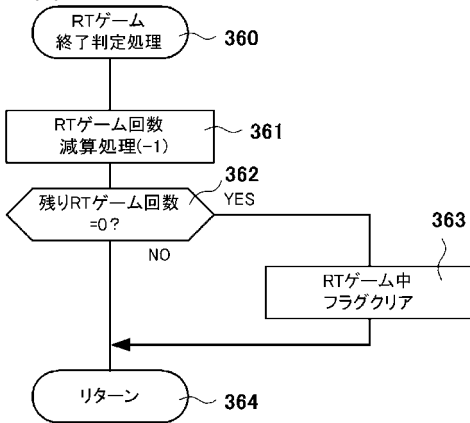 RTゲーム
終了判定処理
360
RTゲーム回数
減算処理(-1)
361
362
残りRTゲーム回数
=0?
YES
NO
363
RTゲーム中
フラグクリア
リターン
364